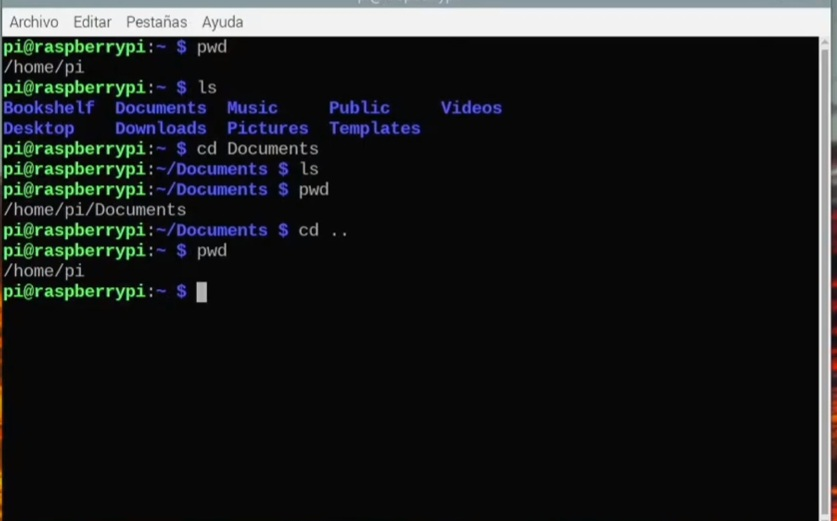 Archivo Editar Pestañas Ayuda
pi@raspberrypi:~ $ pwd
/home/pi
pi@raspberrypi:~ $ ls
Bookshelf Documents Music Public Videos
Desktop Downloads Pictures Templates
pi@raspberrypi:~ $ cd Documents
pi@raspberrypi:~/Documents $ ls
pi@raspberrypi:~/Documents $ pwd
/home/pi/Documents
pi@raspberrypi:~/Documents $ cd ..
pi@raspberrypi:~ $ pwd
/home/pi
pi@raspberrypi:~ $